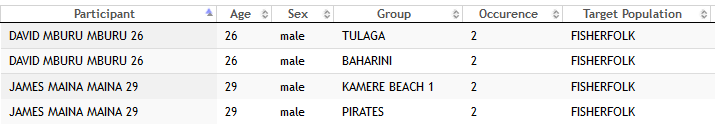 Participant Age Sex Group Occurence Target Population
DAVID MBURU MBURU 26 26 male TULAGA 2 FISHERFOLK
DAVID MBURU MBURU 26 26 male BAHARINI 2 FISHERFOLK
JAMES MAINA MAINA 29 29 male KAMERE BEACH 1 2 FISHERFOLK
JAMES MAINA MAINA 29 29 male PIRATES 2 FISHERFOLK